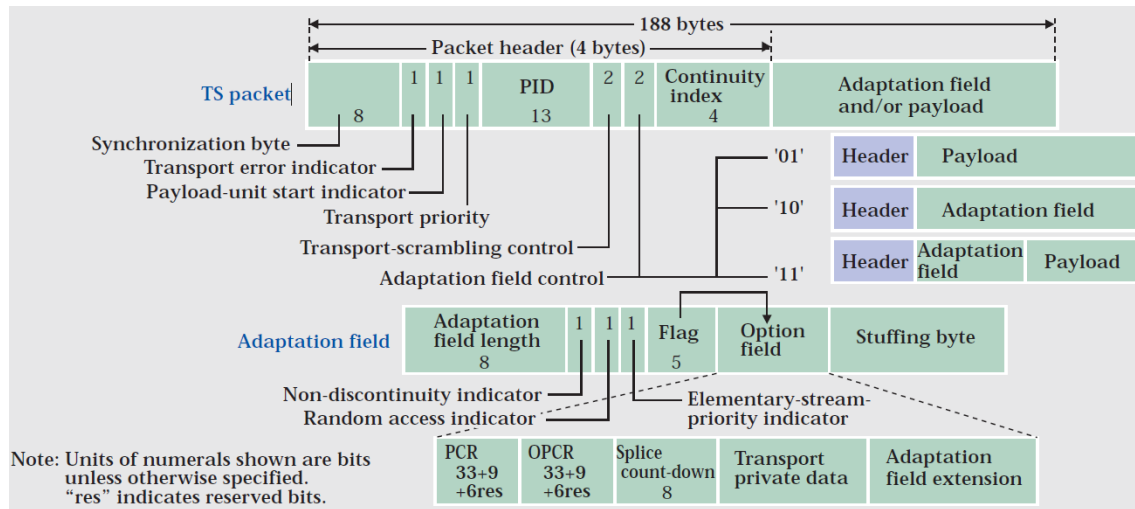 188 bytes
Packet header (4 bytes)
TS packet
8
1
1
1
PID
13
2
2
Continuity
index
4
Adaptation field
and/or payload
Synchronization byte
Transport error indicator
Payload-unit start indicator
Transport priority
Transport-scrambling control
Adaptation field control
'01'
Header
Payload
'10'
Header
Adaptation field
'11'
Header
Adaptation
field
Payload
Adaptation field
Adaptation
field length
8
1
1
1
Flag
5
Option
field
Stuffing byte
Non-discontinuity indicator
Random access indicator
Elementary-stream-
priority indicator
PCR
33+9
+6res
OPCR
33+9
+6res
Splice
count-down
8
Transport
private data
Adaptation
field extension
Note: Units of numerals shown are bits
unless otherwise specified.
“res” indicates reserved bits.